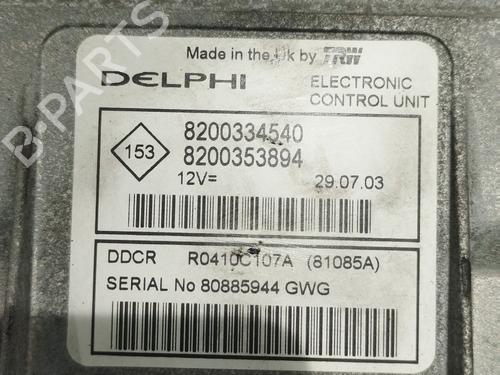 Made in the Uk by TRW
DELPHI
ELECTRONIC
CONTROL UNIT
153
8200334540
8200353894
12V=
29.07.03
DDCR R0410C107A (81085A)
SERIAL No 80885944 GWG
B-PARTS